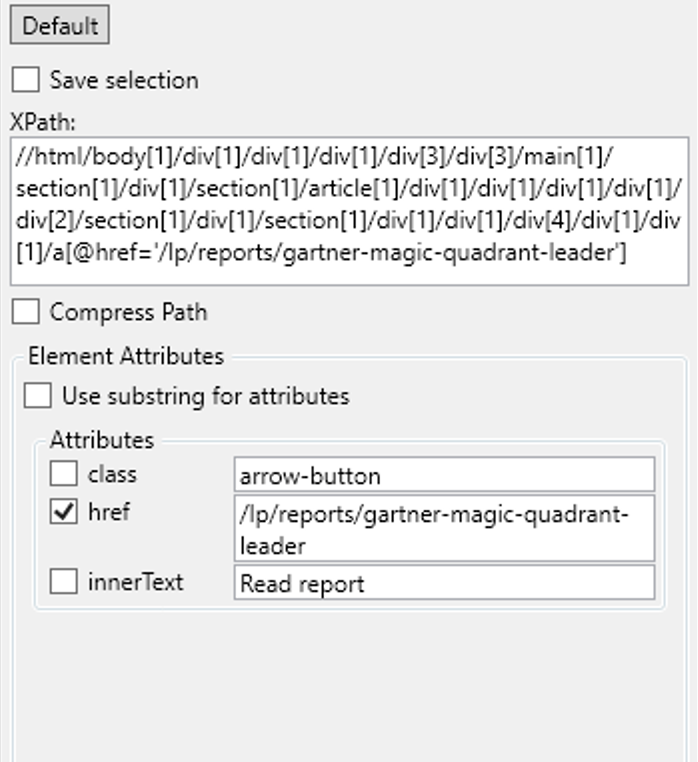 Default
Save selection
XPath:
//html/body[1]/div[1]/div[1]/div[1]/div[3]/div[3]/main[1]/
section[1]/div[1]/section[1]/article[1]/div[1]/div[1]/div[1]/div[1]/
div[2]/section[1]/div[1]/section[1]/div[1]/div[1]/div[4]/div[1]/div
[1]/a[@href='/lp/reports/gartner-magic-quadrant-leader']
Compress Path
Element Attributes
Use substring for attributes
Attributes
class arrow-button
href /lp/reports/gartner-magic-quadrant-
leader
innerText Read report